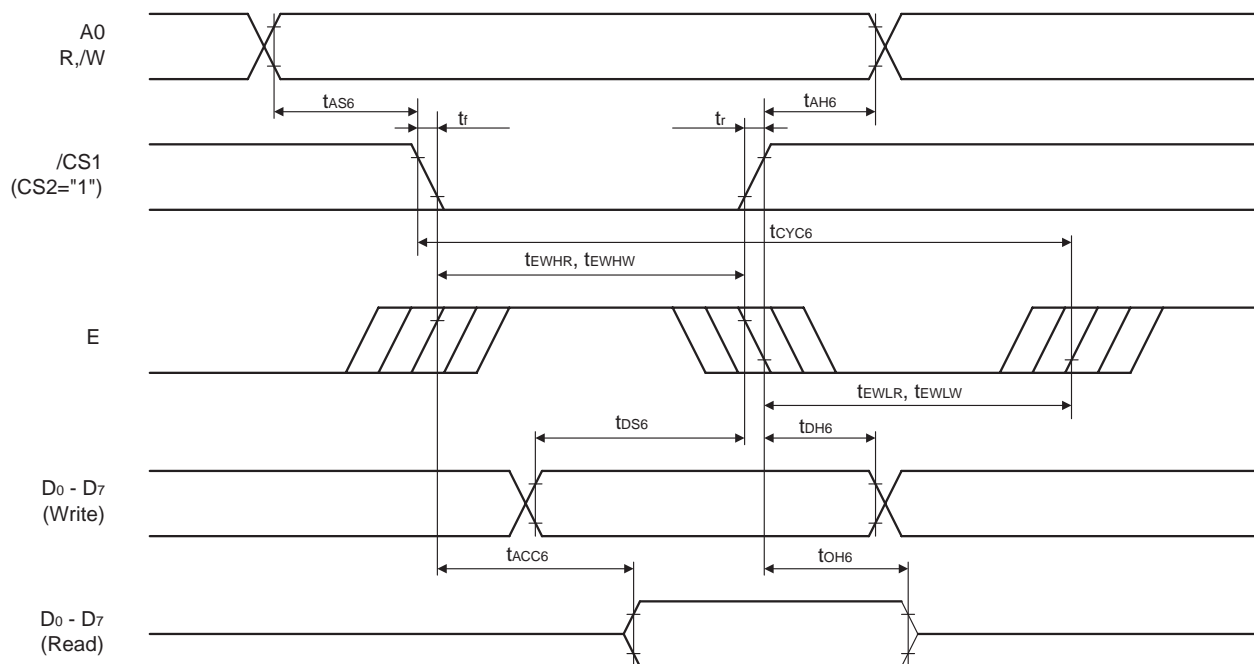 A0
R,/W
tAS6
tAH6
tf
tr
/CS1
(CS2="1")
tCYC6
tEWHR, tEWHW
E
tEWLR, tEWLW
tDS6
tDH6
D0 - D7
(Write)
tACC6
tOH6
D0 - D7
(Read)